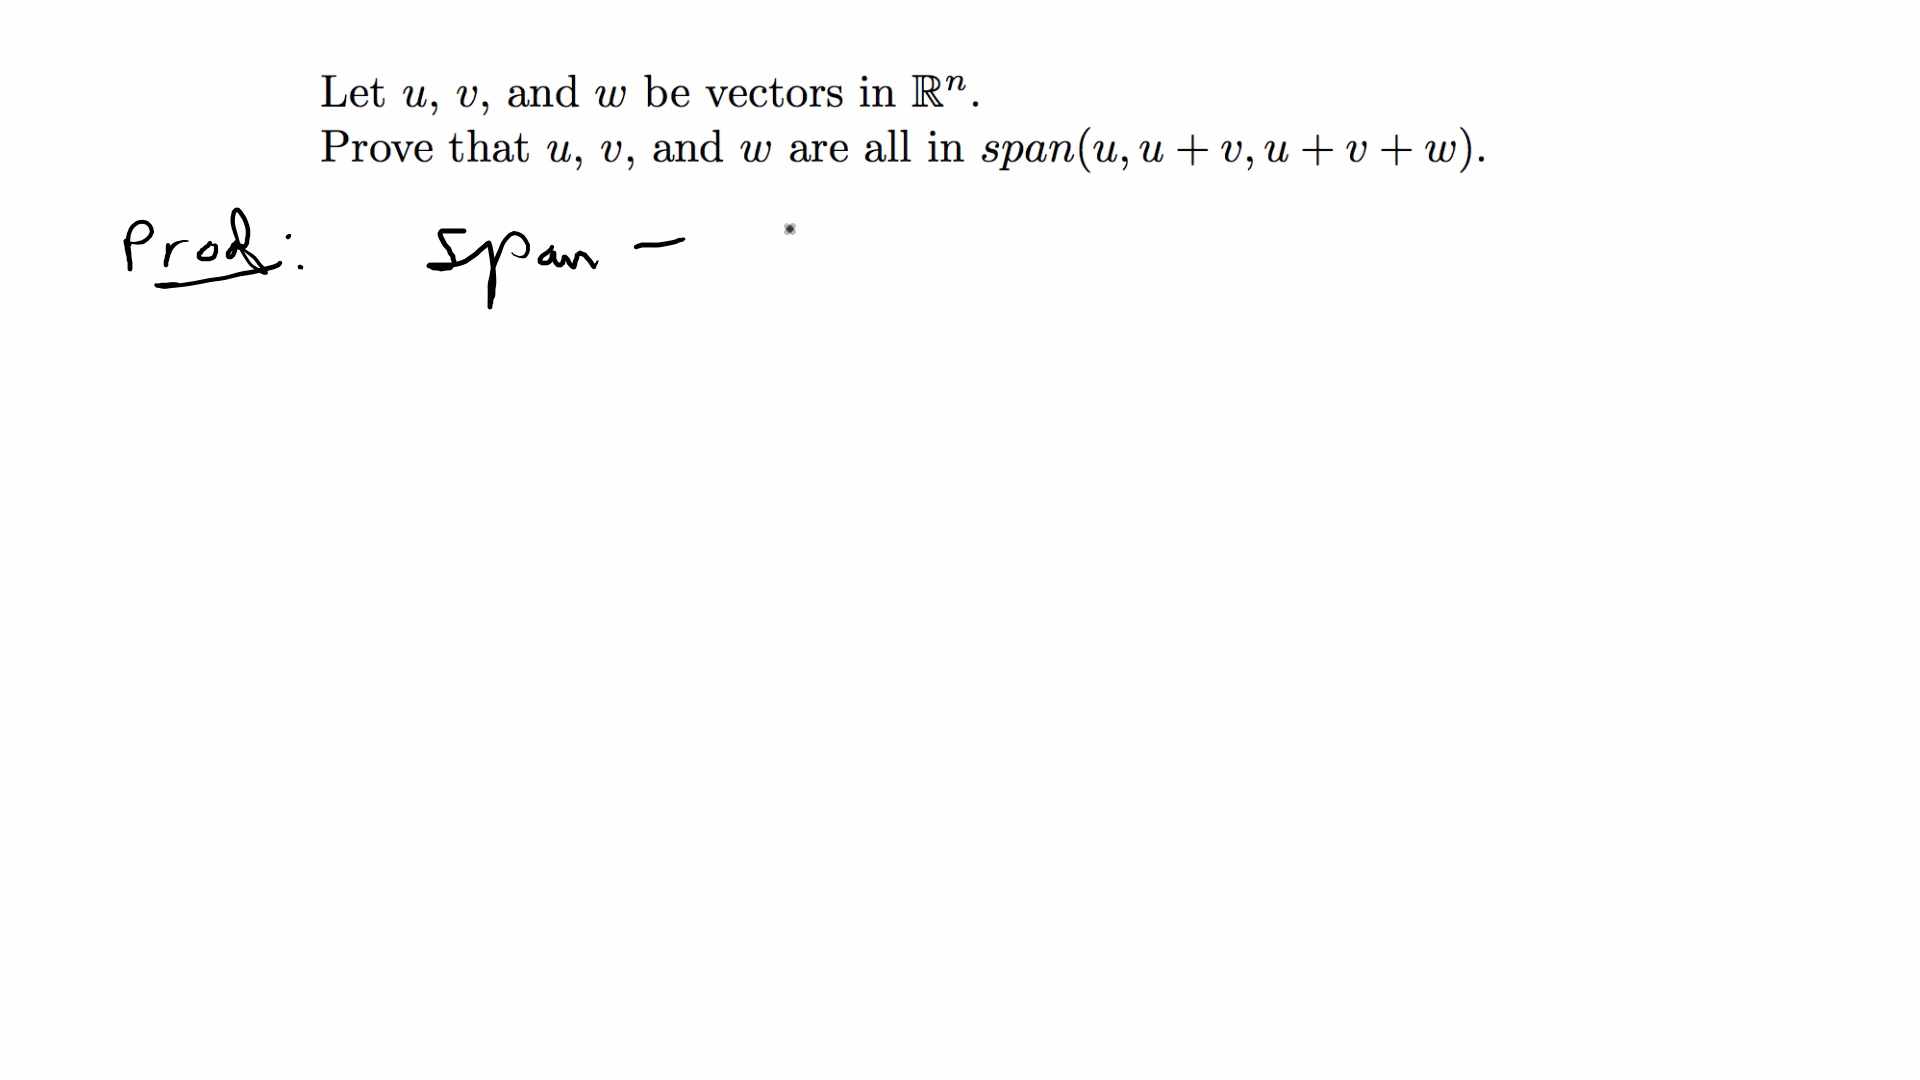 Let u, v, and w be vectors in ℝⁿ.
Prove that u, v, and w are all in span(u, u + v, u + v + w).
Proof: Span —